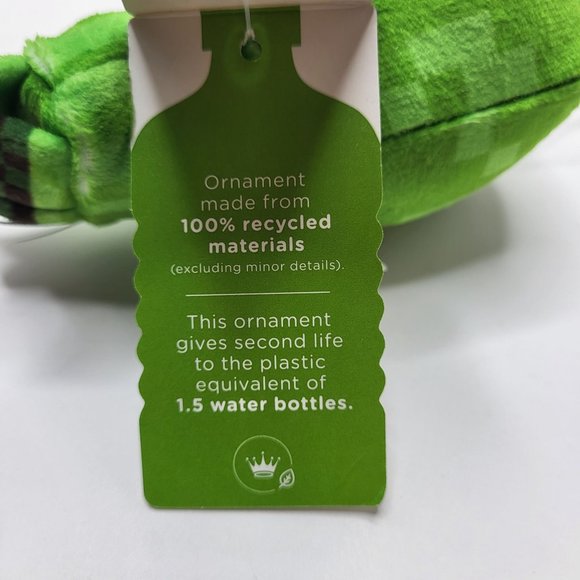 Ornament
made from
100% recycled
materials
(excluding minor details).
This ornament
gives second life
to the plastic
equivalent of
1.5 water bottles.